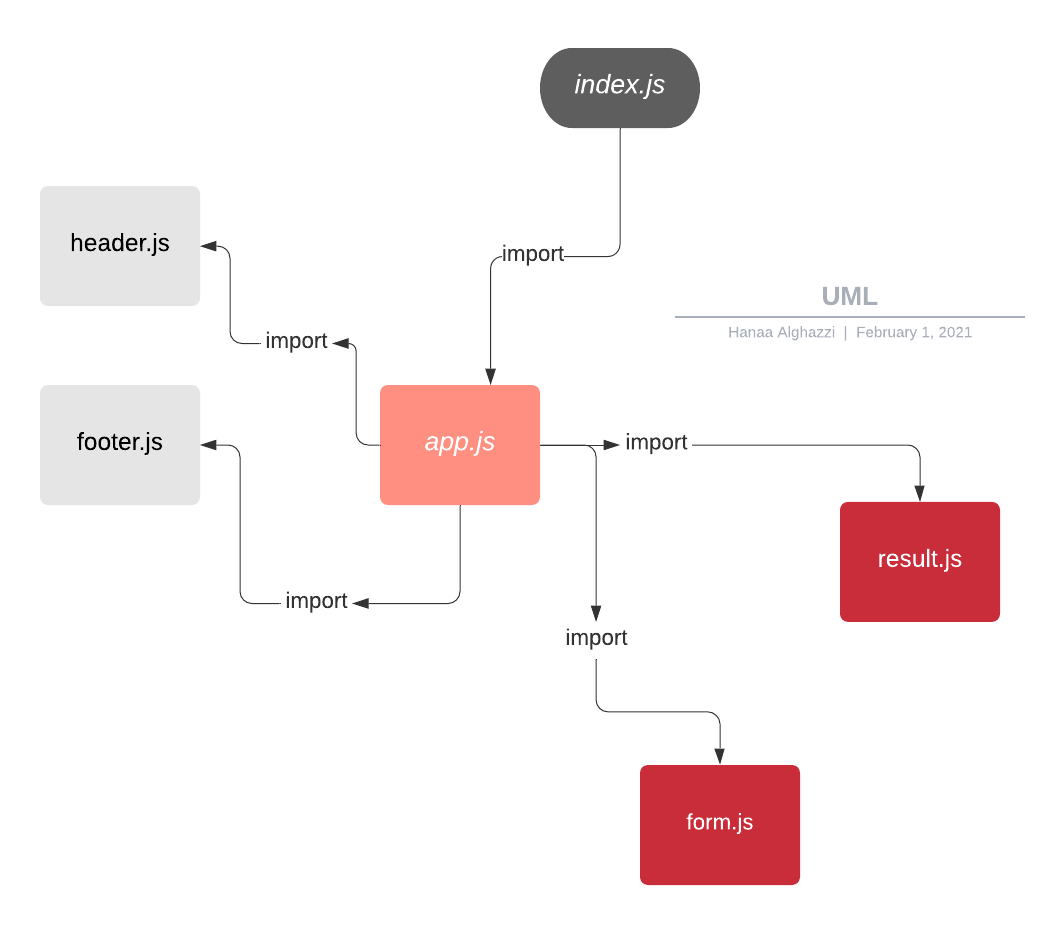 index.js
header.js
import
UML
Hanaa Alghazzi | February 1, 2021
import
footer.js
app.js
import
result.js
import
import
form.js